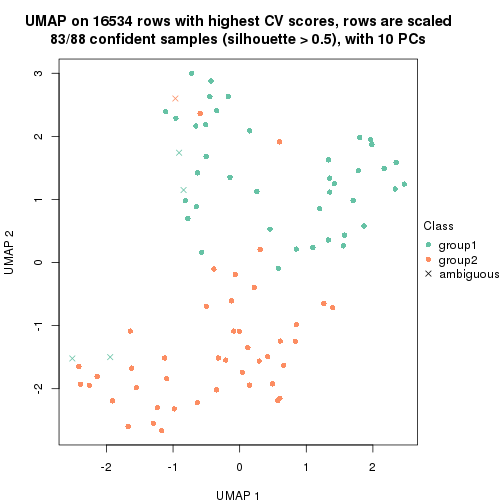 UMAP on 16534 rows with highest CV scores, rows are scaled
83/88 confident samples (silhouette > 0.5), with 10 PCs
3
2
1
0
-1
-2
UMAP 2
-2
-1
0
1
2
UMAP 1
Class
group1
group2
ambiguous